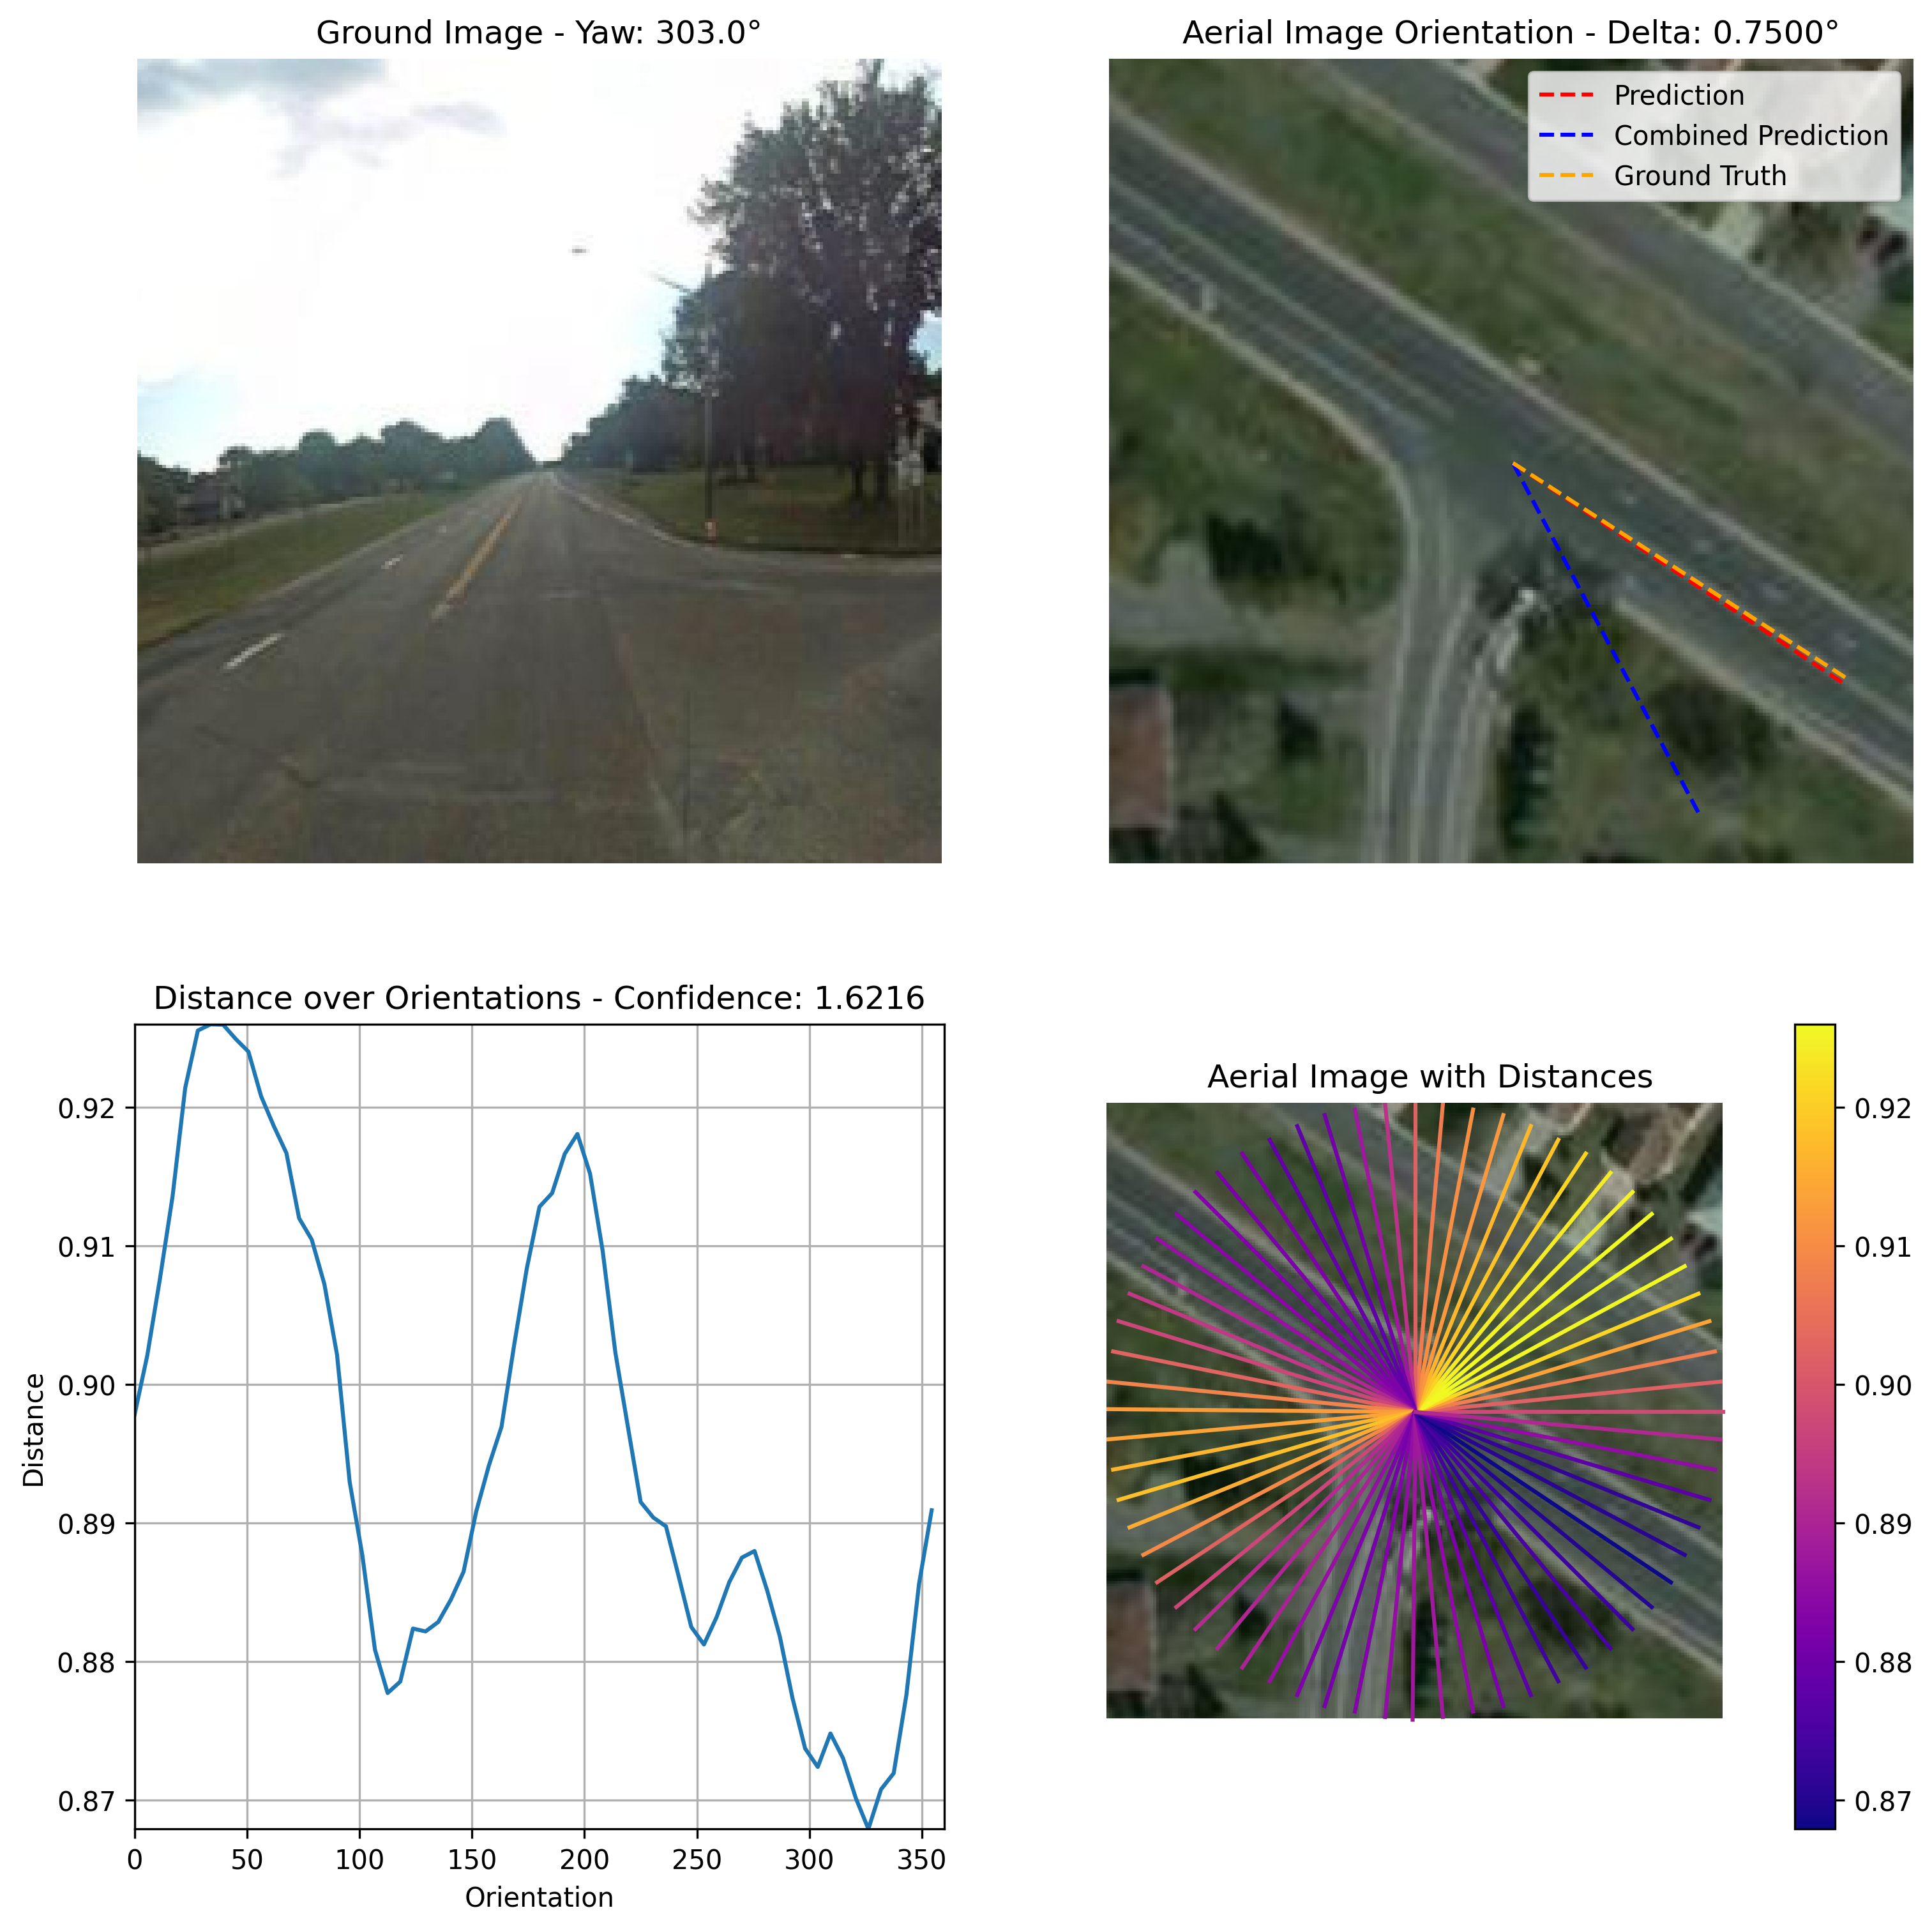 Ground Image - Yaw: 303.0°
Aerial Image Orientation - Delta: 0.7500°
Prediction
Combined Prediction
Ground Truth
Distance over Orientations - Confidence: 1.6216
0.92
0.91
0.90
0.89
0.88
0.87
Distance
0
50
100
150
200
250
300
350
Orientation
Aerial Image with Distances
0.92
0.91
0.90
0.89
0.88
0.87